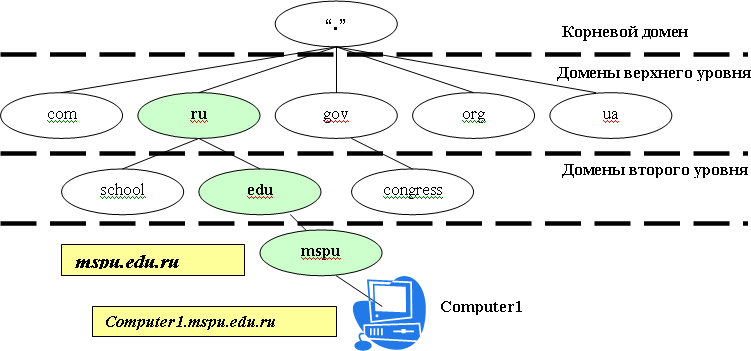 “.”
Корневой домен
Домены верхнего уровня
com ru gov org ua
Домены второго уровня
school edu congress
mspu
mspu.edu.ru
Computer1
Computer1.mspu.edu.ru